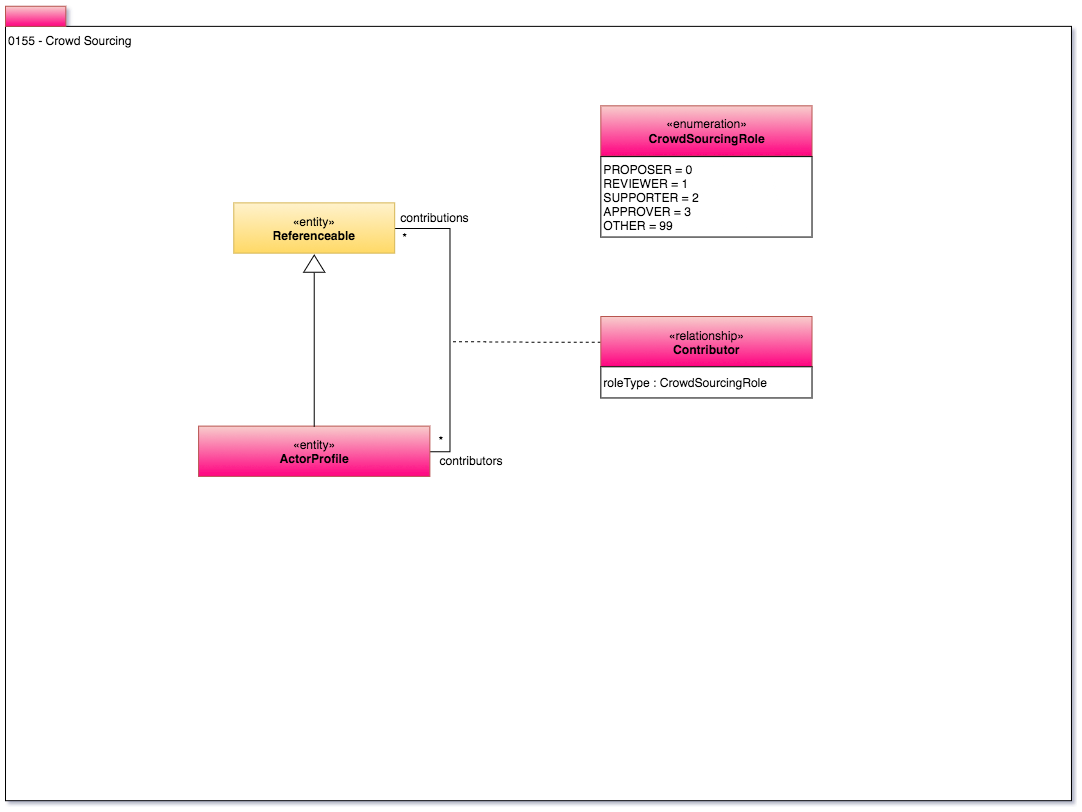 0155 - Crowd Sourcing
«enumeration»
CrowdSourcingRole
PROPOSER = 0
REVIEWER = 1
SUPPORTER = 2
APPROVER = 3
OTHER = 99
«entity»
Referenceable
contributions
*
«relationship»
Contributor
roleType : CrowdSourcingRole
«entity»
ActorProfile
*
contributors